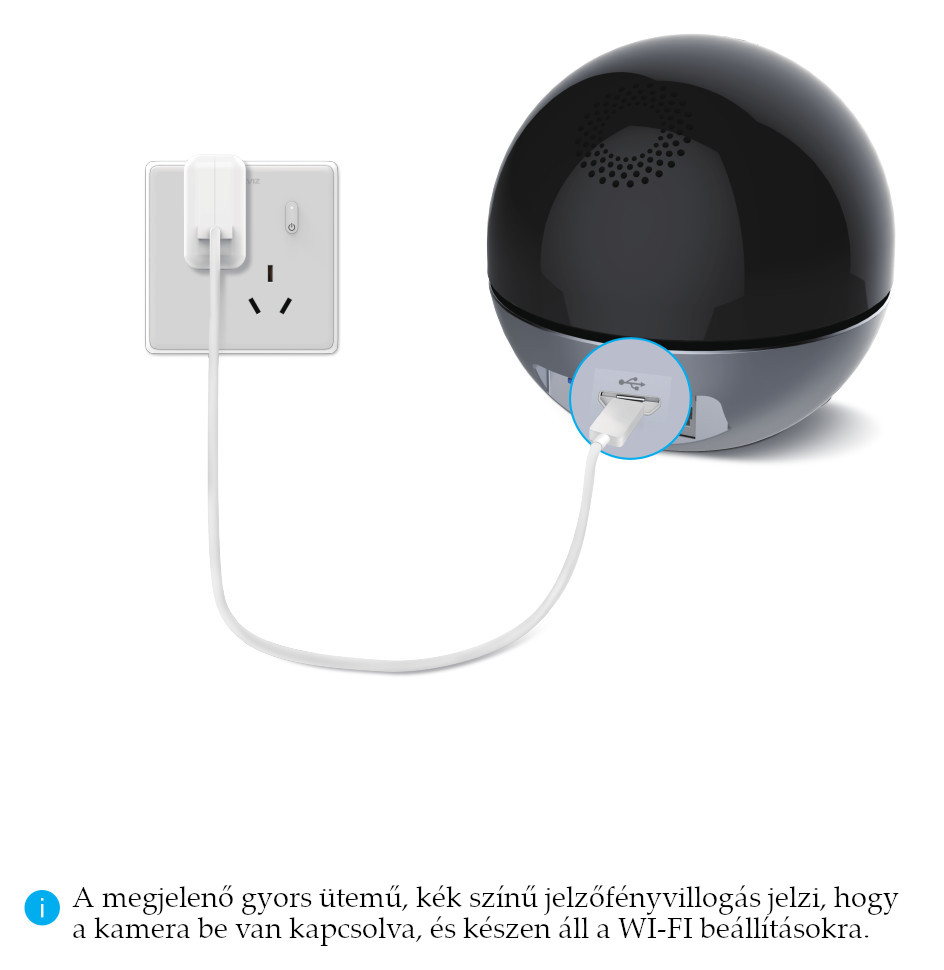 A megjelenő gyors ütemű, kék színű jelzőfényvillogás jelzi, hogy
a kamera be van kapcsolva, és készen áll a WI-FI beállításokra.